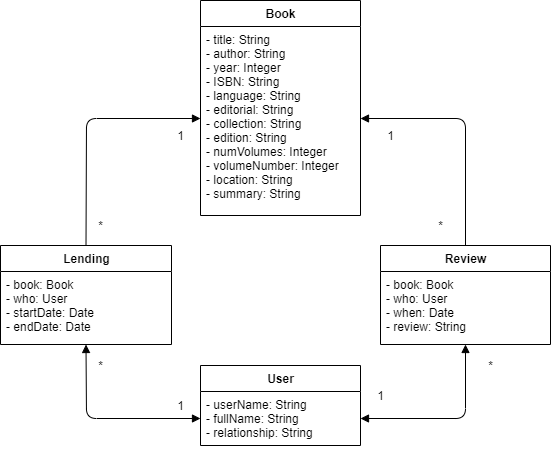 Book
- title: String
- author: String
- year: Integer
- ISBN: String
- language: String
- editorial: String
- collection: String
- edition: String
- numVolumes: Integer
- volumeNumber: Integer
- location: String
- summary: String
1
1
*
*
Lending
- book: Book
- who: User
- startDate: Date
- endDate: Date
Review
- book: Book
- who: User
- when: Date
- review: String
*
*
1
1
User
- userName: String
- fullName: String
- relationship: String